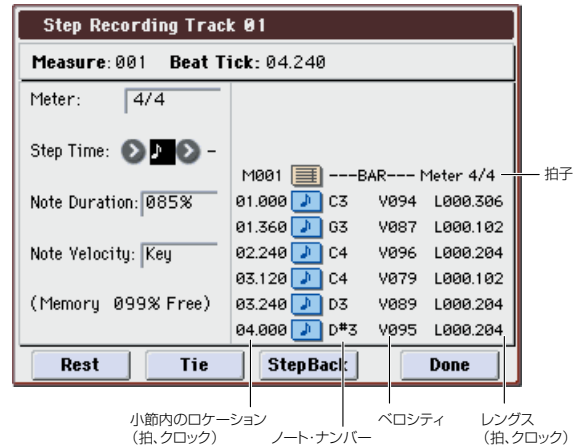 Step Recording Track 01
Measure:001 Beat Tick:04.240
Meter: 4/4
Step Time: ♪ -
Note Duration: 085%
Note Velocity: Key
(Memory 099% Free)
M001 ---BAR--- Meter 4/4
01.000 ♪ C3 V094 L000.306
01.360 ♪ G3 V087 L000.102
02.240 ♪ C4 V096 L000.204
03.120 ♪ C4 V079 L000.102
03.240 ♪ D3 V089 L000.204
04.000 ♪ D#3 V095 L000.204
拍子
Rest Tie StepBack Done
小節内のロケーション
（拍、クロック）
ノート・ナンバー
ベロシティ
レングス
（拍、クロック）